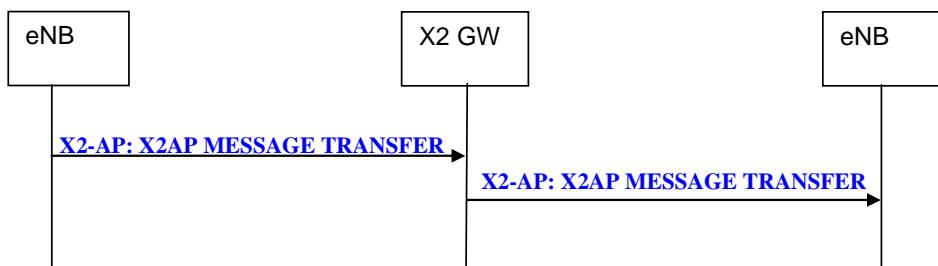 eNB
X2 GW
eNB
X2-AP: X2AP MESSAGE TRANSFER
X2-AP: X2AP MESSAGE TRANSFER